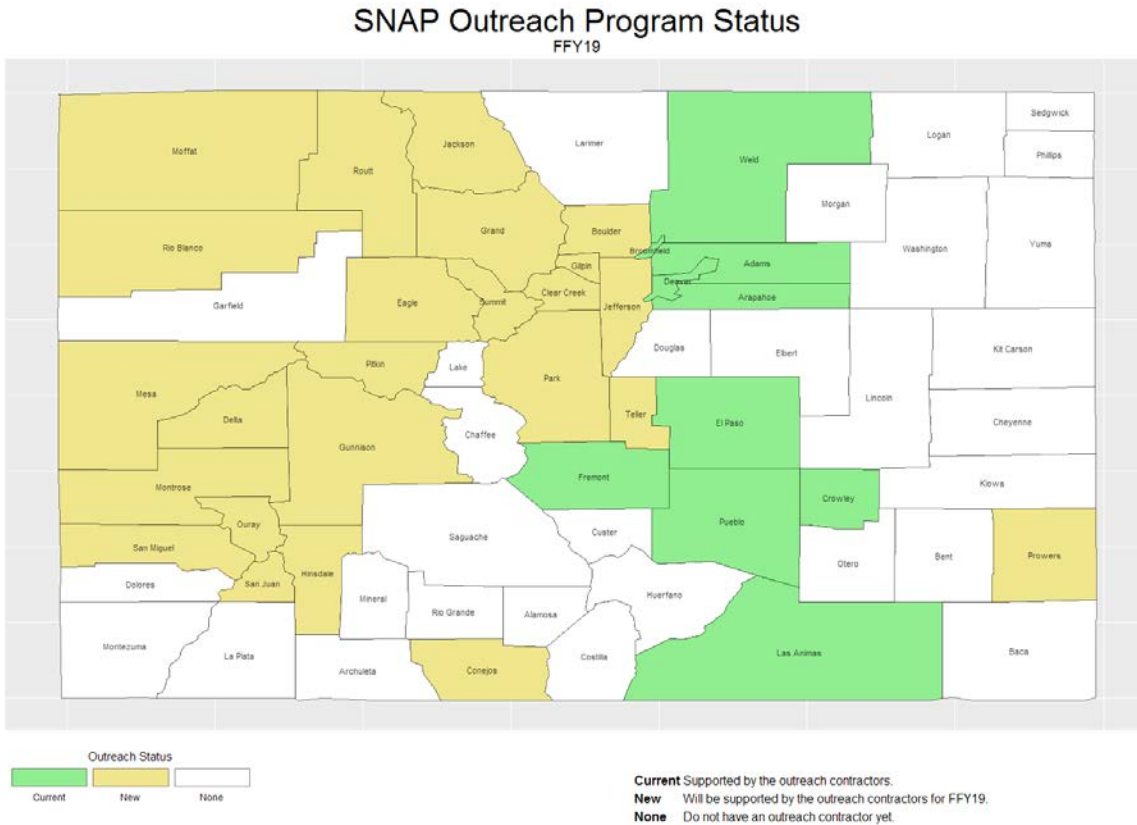 SNAP Outreach Program Status
FFY19
Sedgwick
Logan
Larimer
Jackson
Moffat
Phillips
Weld
Routt
Morgan
Boulder
Grand
Yuma
Rio Blanco
Washington
Broomfield
Gilpin
Adams
Denver
Clear Creek
Arapahoe
Eagle
Summit
Garfield
Jefferson
Douglas
Elbert
Kit Carson
Pitkin
Lake
Park
Mesa
Lincoln
Teller
Delta
El Paso
Cheyenne
Chaffee
Gunnison
Fremont
Montrose
Crowley
Kiowa
Pueblo
Ouray
Custer
Saguache
San Miguel
Prowers
Bent
Otero
Hinsdale
Dolores
San Juan
Mineral
Huerfano
Rio Grande
Alamosa
Montezuma
La Plata
Costilla
Las Animas
Baca
Archuleta
Conejos
Outreach Status
Current New None
Current Supported by the outreach contractors.
New Will be supported by the outreach contractors for FFY19.
None Do not have an outreach contractor yet.